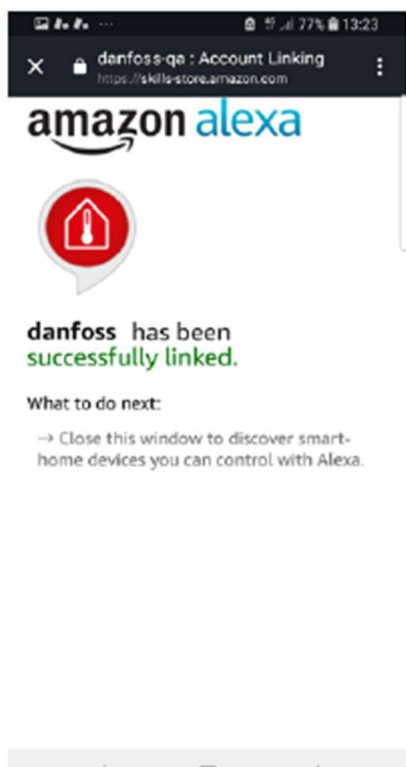 77% 13:23
danfoss-qa : Account Linking
https://skills-store.amazon.com
amazon alexa
danfoss has been
successfully linked.
What to do next:
→ Close this window to discover smart-
home devices you can control with Alexa.